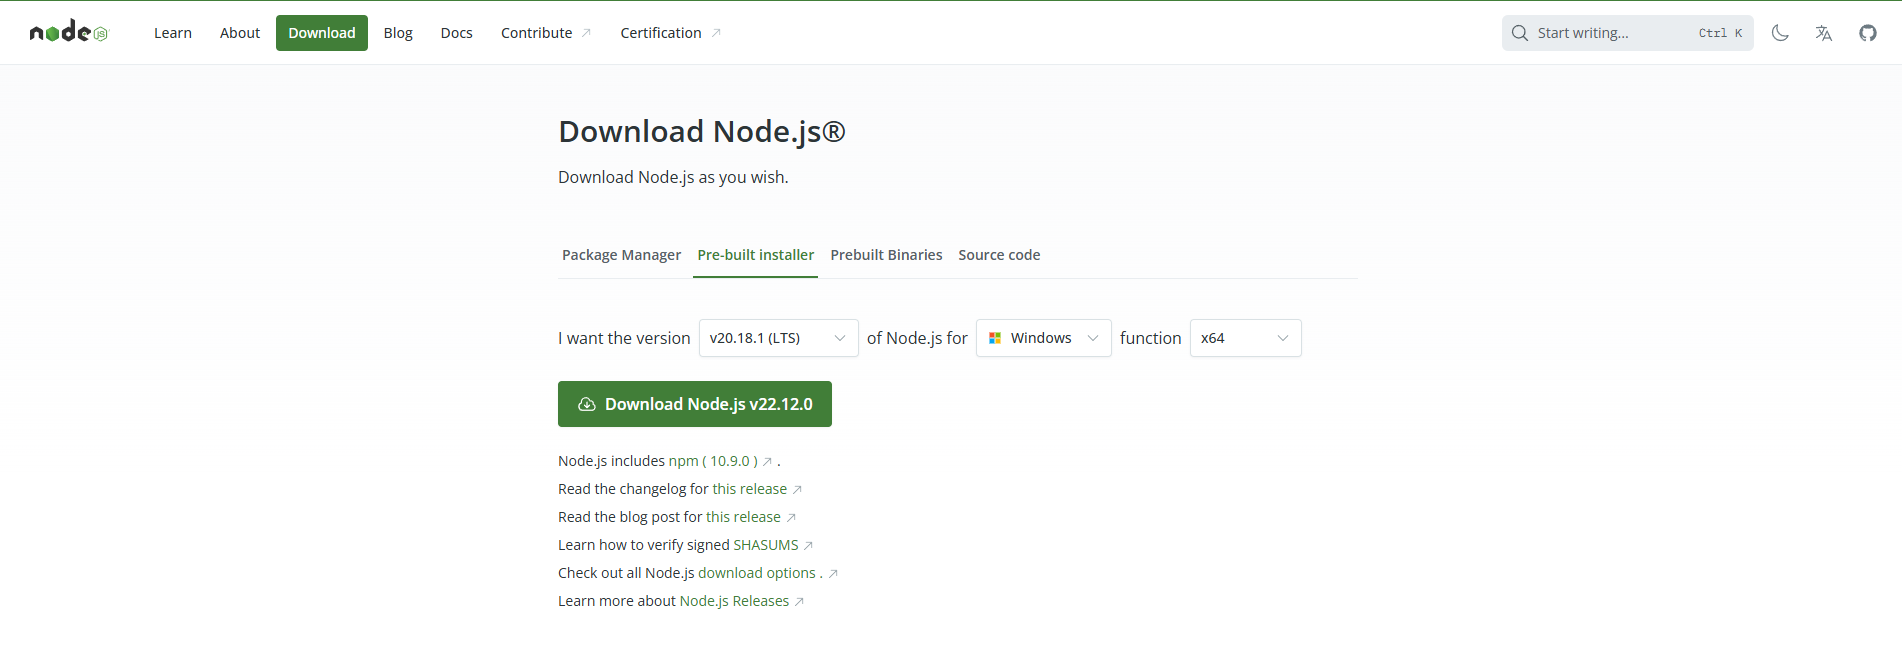 node js
Learn About Download Blog Docs Contribute Certification Start writing... Ctrl K
Download Node.js®
Download Node.js as you wish.
Package Manager Pre-built installer Prebuilt Binaries Source code
I want the version v20.18.1 (LTS) of Node.js for Windows function x64
Download Node.js v22.12.0
Node.js includes npm ( 10.9.0 ) .
Read the changelog for this release
Read the blog post for this release
Learn how to verify signed SHASUMS
Check out all Node.js download options .
Learn more about Node.js Releases